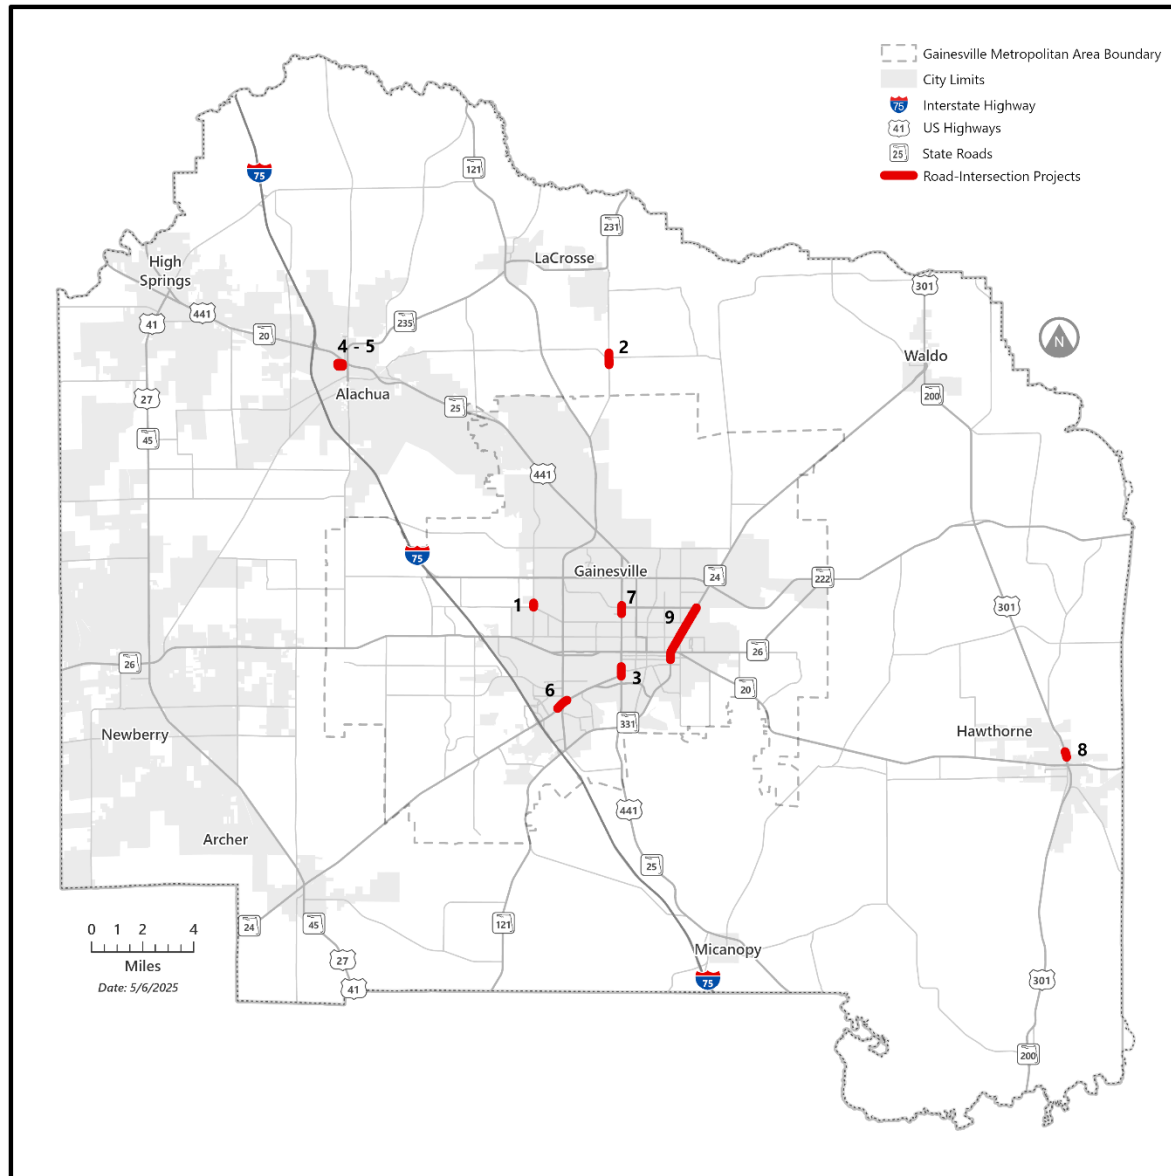 Gainesville Metropolitan Area Boundary
City Limits
75 Interstate Highway
41 US Highways
25 State Roads
Road-Intersection Projects
75
121
231
LaCrosse
High
Springs
301
441
41
235
20
4 - 5
2
N
Waldo
Alachua
27
200
25
45
441
75
Gainesville
24
222
1
7
301
9
26
26
3
20
6
331
Newberry
Hawthorne
8
441
Archer
25
24
45
121
0 1 2 4
Miles
Micanopy
27
75
301
Date: 5/6/2025
41
200